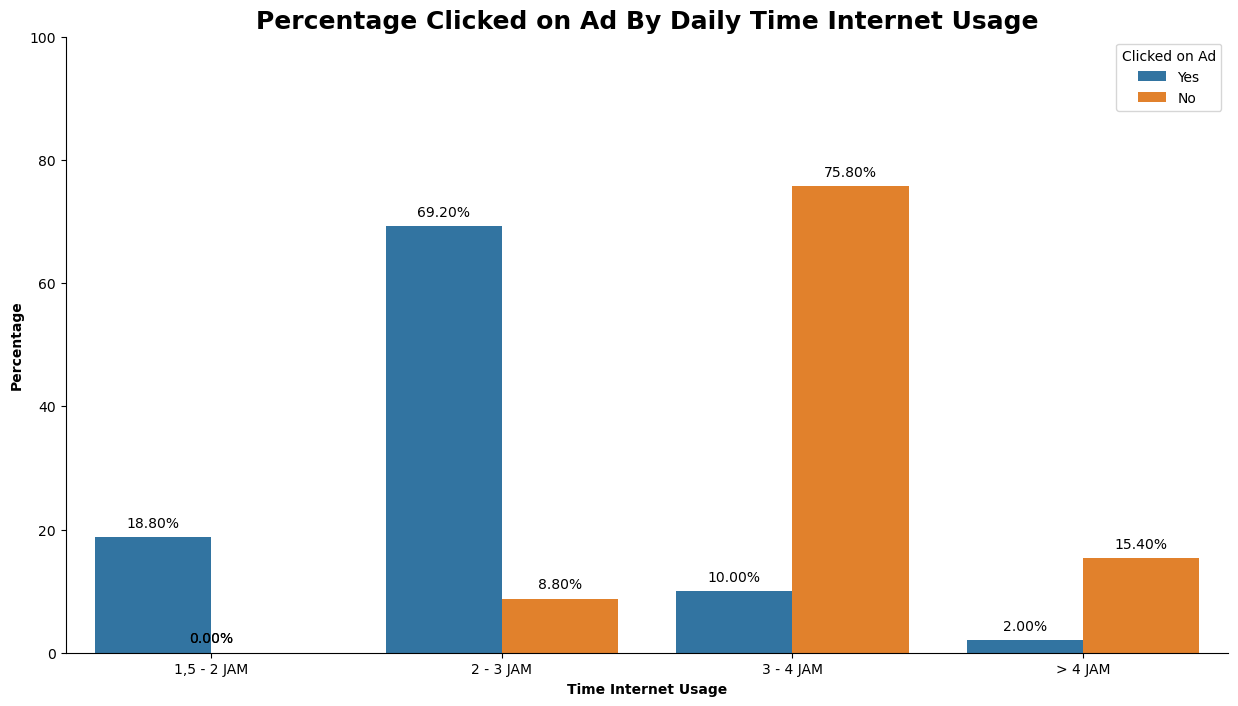 Percentage Clicked on Ad By Daily Time Internet Usage
100
80
60
40
20
0
Percentage
Clicked on Ad
Yes
No
18.80%
0.00%
69.20%
8.80%
10.00%
75.80%
2.00%
15.40%
1,5 - 2 JAM
2 - 3 JAM
3 - 4 JAM
> 4 JAM
Time Internet Usage